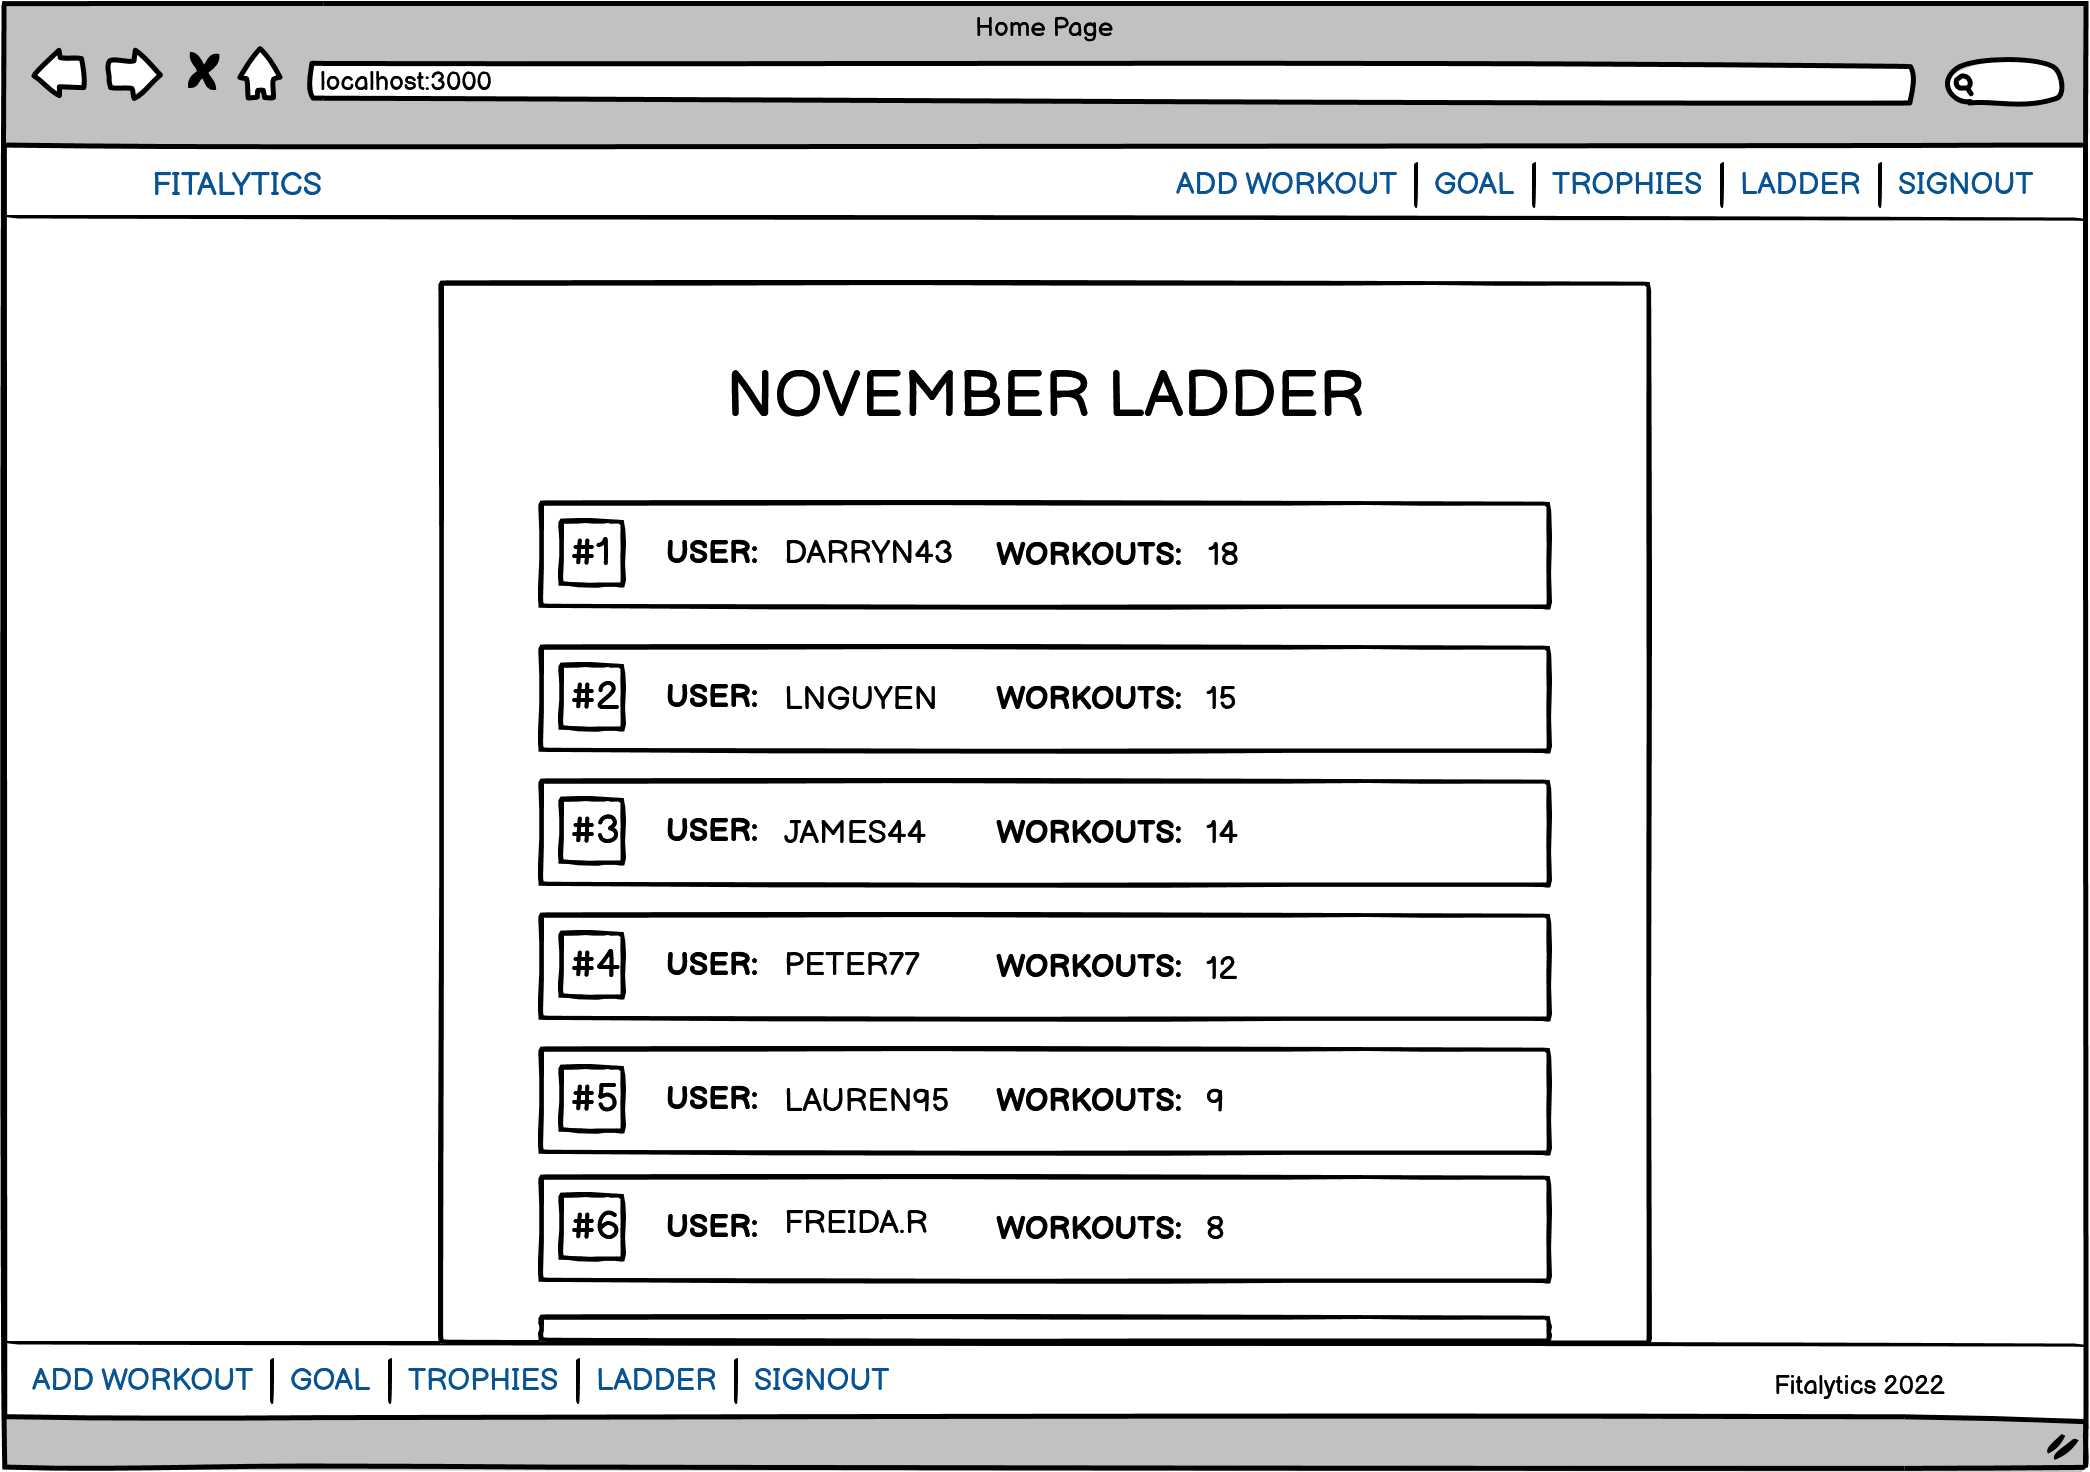 Home Page
localhost:3000
FITALYTICS ADD WORKOUT GOAL TROPHIES LADDER SIGNOUT
NOVEMBER LADDER
#1 USER: DARRYN43 WORKOUTS: 18
#2 USER: LNGUYEN WORKOUTS: 15
#3 USER: JAMES44 WORKOUTS: 14
#4 USER: PETER77 WORKOUTS: 12
#5 USER: LAUREN95 WORKOUTS: 9
#6 USER: FREIDA.R WORKOUTS: 8
ADD WORKOUT GOAL TROPHIES LADDER SIGNOUT Fitalytics 2022